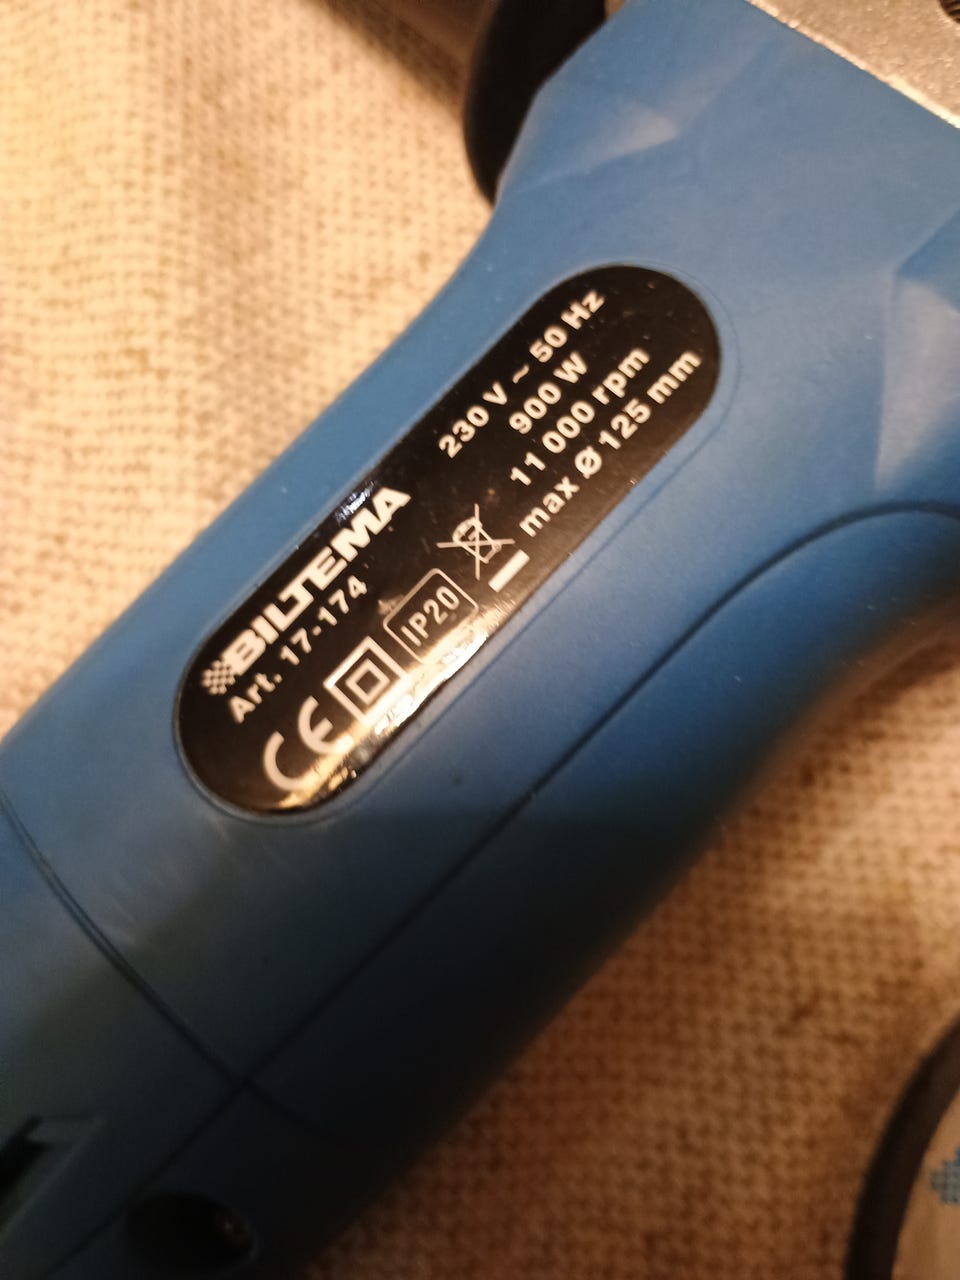 BILTEMA
Art. 17-174
CE
IP20
230 V ~ 50 Hz
900 W
11 000 rpm
max Ø 125 mm